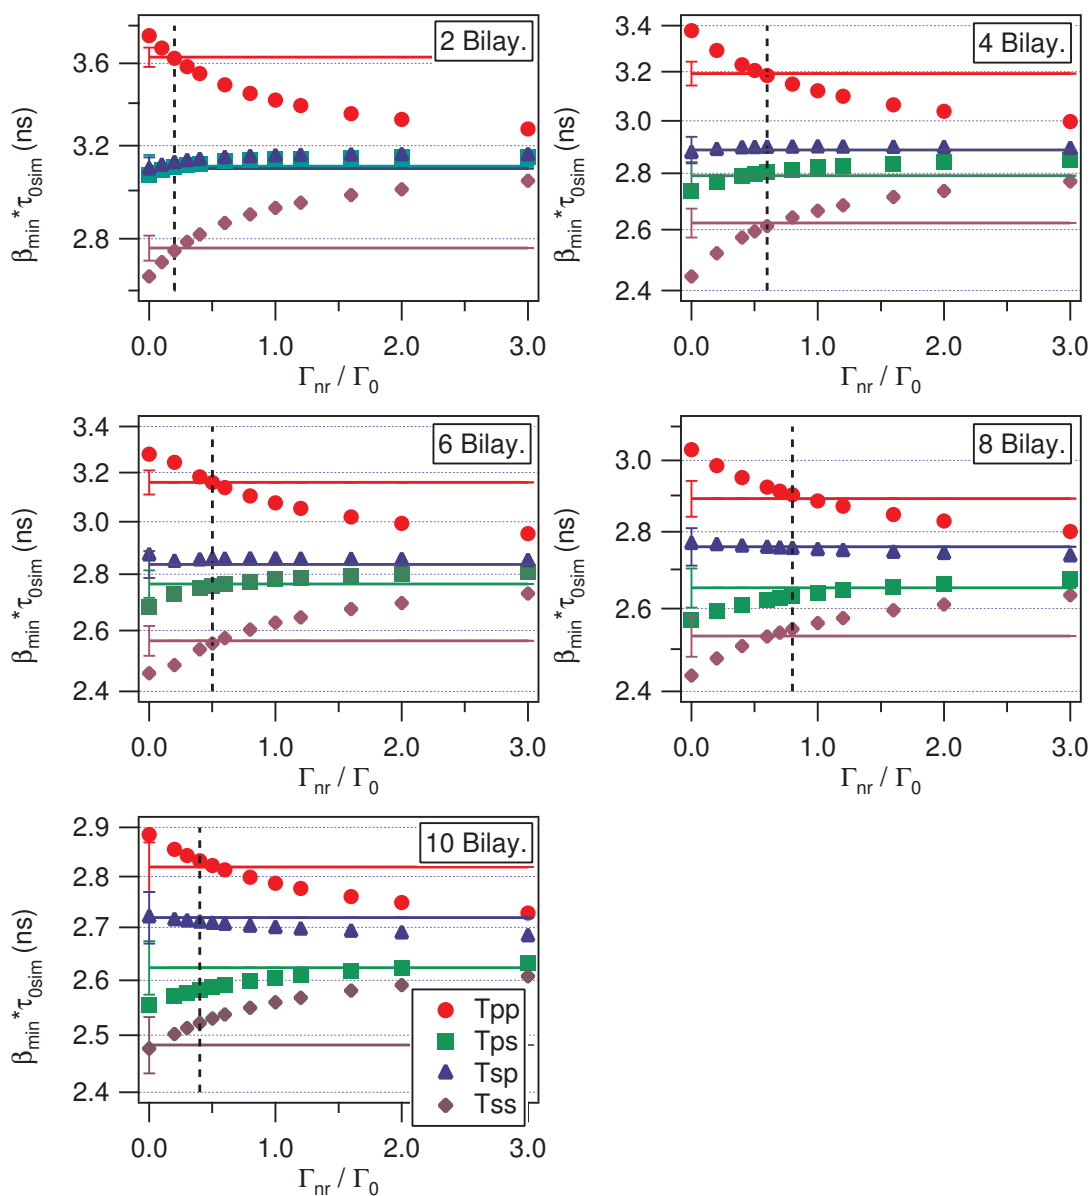 2 Bilay.
β_min*τ_0sim (ns)
3.6
3.2
2.8
0.0 1.0 2.0 3.0
Γ_nr / Γ_0
4 Bilay.
β_min*τ_0sim (ns)
3.4
3.2
3.0
2.8
2.6
2.4
0.0 1.0 2.0 3.0
Γ_nr / Γ_0
6 Bilay.
β_min*τ_0sim (ns)
3.4
3.2
3.0
2.8
2.6
2.4
0.0 1.0 2.0 3.0
Γ_nr / Γ_0
8 Bilay.
β_min*τ_0sim (ns)
3.0
2.8
2.6
2.4
0.0 1.0 2.0 3.0
Γ_nr / Γ_0
10 Bilay.
β_min*τ_0sim (ns)
2.9
2.8
2.7
2.6
2.5
2.4
Tpp
Tps
Tsp
Tss
0.0 1.0 2.0 3.0
Γ_nr / Γ_0